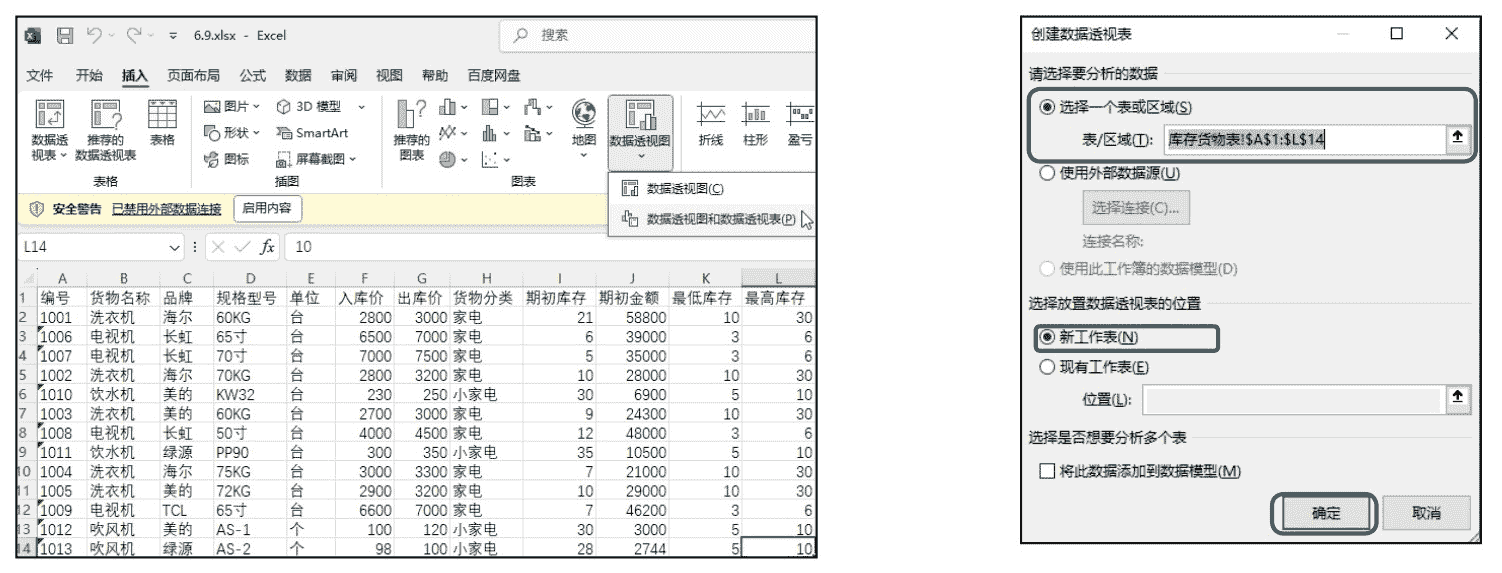 6.9.xlsx - Excel
搜索
文件 开始 插入 页面布局 公式 数据 审阅 视图 帮助 百度网盘
数据透视表 推荐的数据透视表 表格
表格
图片 3D 模型
形状 SmartArt
图标 屏幕截图
插图
推荐的图表
地图 数据透视图
图表
折线 柱形 盈亏
数据透视图(C)
数据透视图和数据透视表(P)
安全警告 已禁用外部数据连接 启用内容
L14 fx 10
A B C D E F G H I J K L
1 编号 货物名称 品牌 规格型号 单位 入库价 出库价 货物分类 期初库存 期初金额 最低库存 最高库存
2 1001 洗衣机 海尔 60KG 台 2800 3000 家电 21 58800 10 30
3 1006 电视机 长虹 65寸 台 6500 7000 家电 6 39000 3 6
4 1007 电视机 长虹 70寸 台 7000 7500 家电 5 35000 3 6
5 1002 洗衣机 海尔 70KG 台 2800 3200 家电 10 28000 10 30
6 1010 饮水机 美的 KW32 台 230 250 小家电 30 6900 5 10
7 1003 洗衣机 美的 60KG 台 2700 3000 家电 9 24300 10 30
8 1008 电视机 长虹 50寸 台 4000 4500 家电 12 48000 3 6
9 1011 饮水机 绿源 PP90 台 300 350 小家电 35 10500 5 10
10 1004 洗衣机 海尔 75KG 台 3000 3300 家电 7 21000 10 30
11 1005 洗衣机 美的 72KG 台 2900 3200 家电 10 29000 10 30
12 1009 电视机 TCL 65寸 台 6600 7000 家电 7 46200 3 6
13 1012 吹风机 美的 AS-1 个 100 120 小家电 30 3000 5 10
14 1013 吹风机 绿源 AS-2 个 98 100 小家电 28 2744 5 10
创建数据透视表
请选择要分析的数据
选择一个表或区域(S)
表/区域(T): 库存货物表!$A$1:$L$14
使用外部数据源(U)
选择连接(C)...
连接名称:
使用此工作簿的数据模型(D)
选择放置数据透视表的位置
新工作表(N)
现有工作表(E)
位置(L):
选择是否想要分析多个表
将此数据添加到数据模型(M)
确定 取消